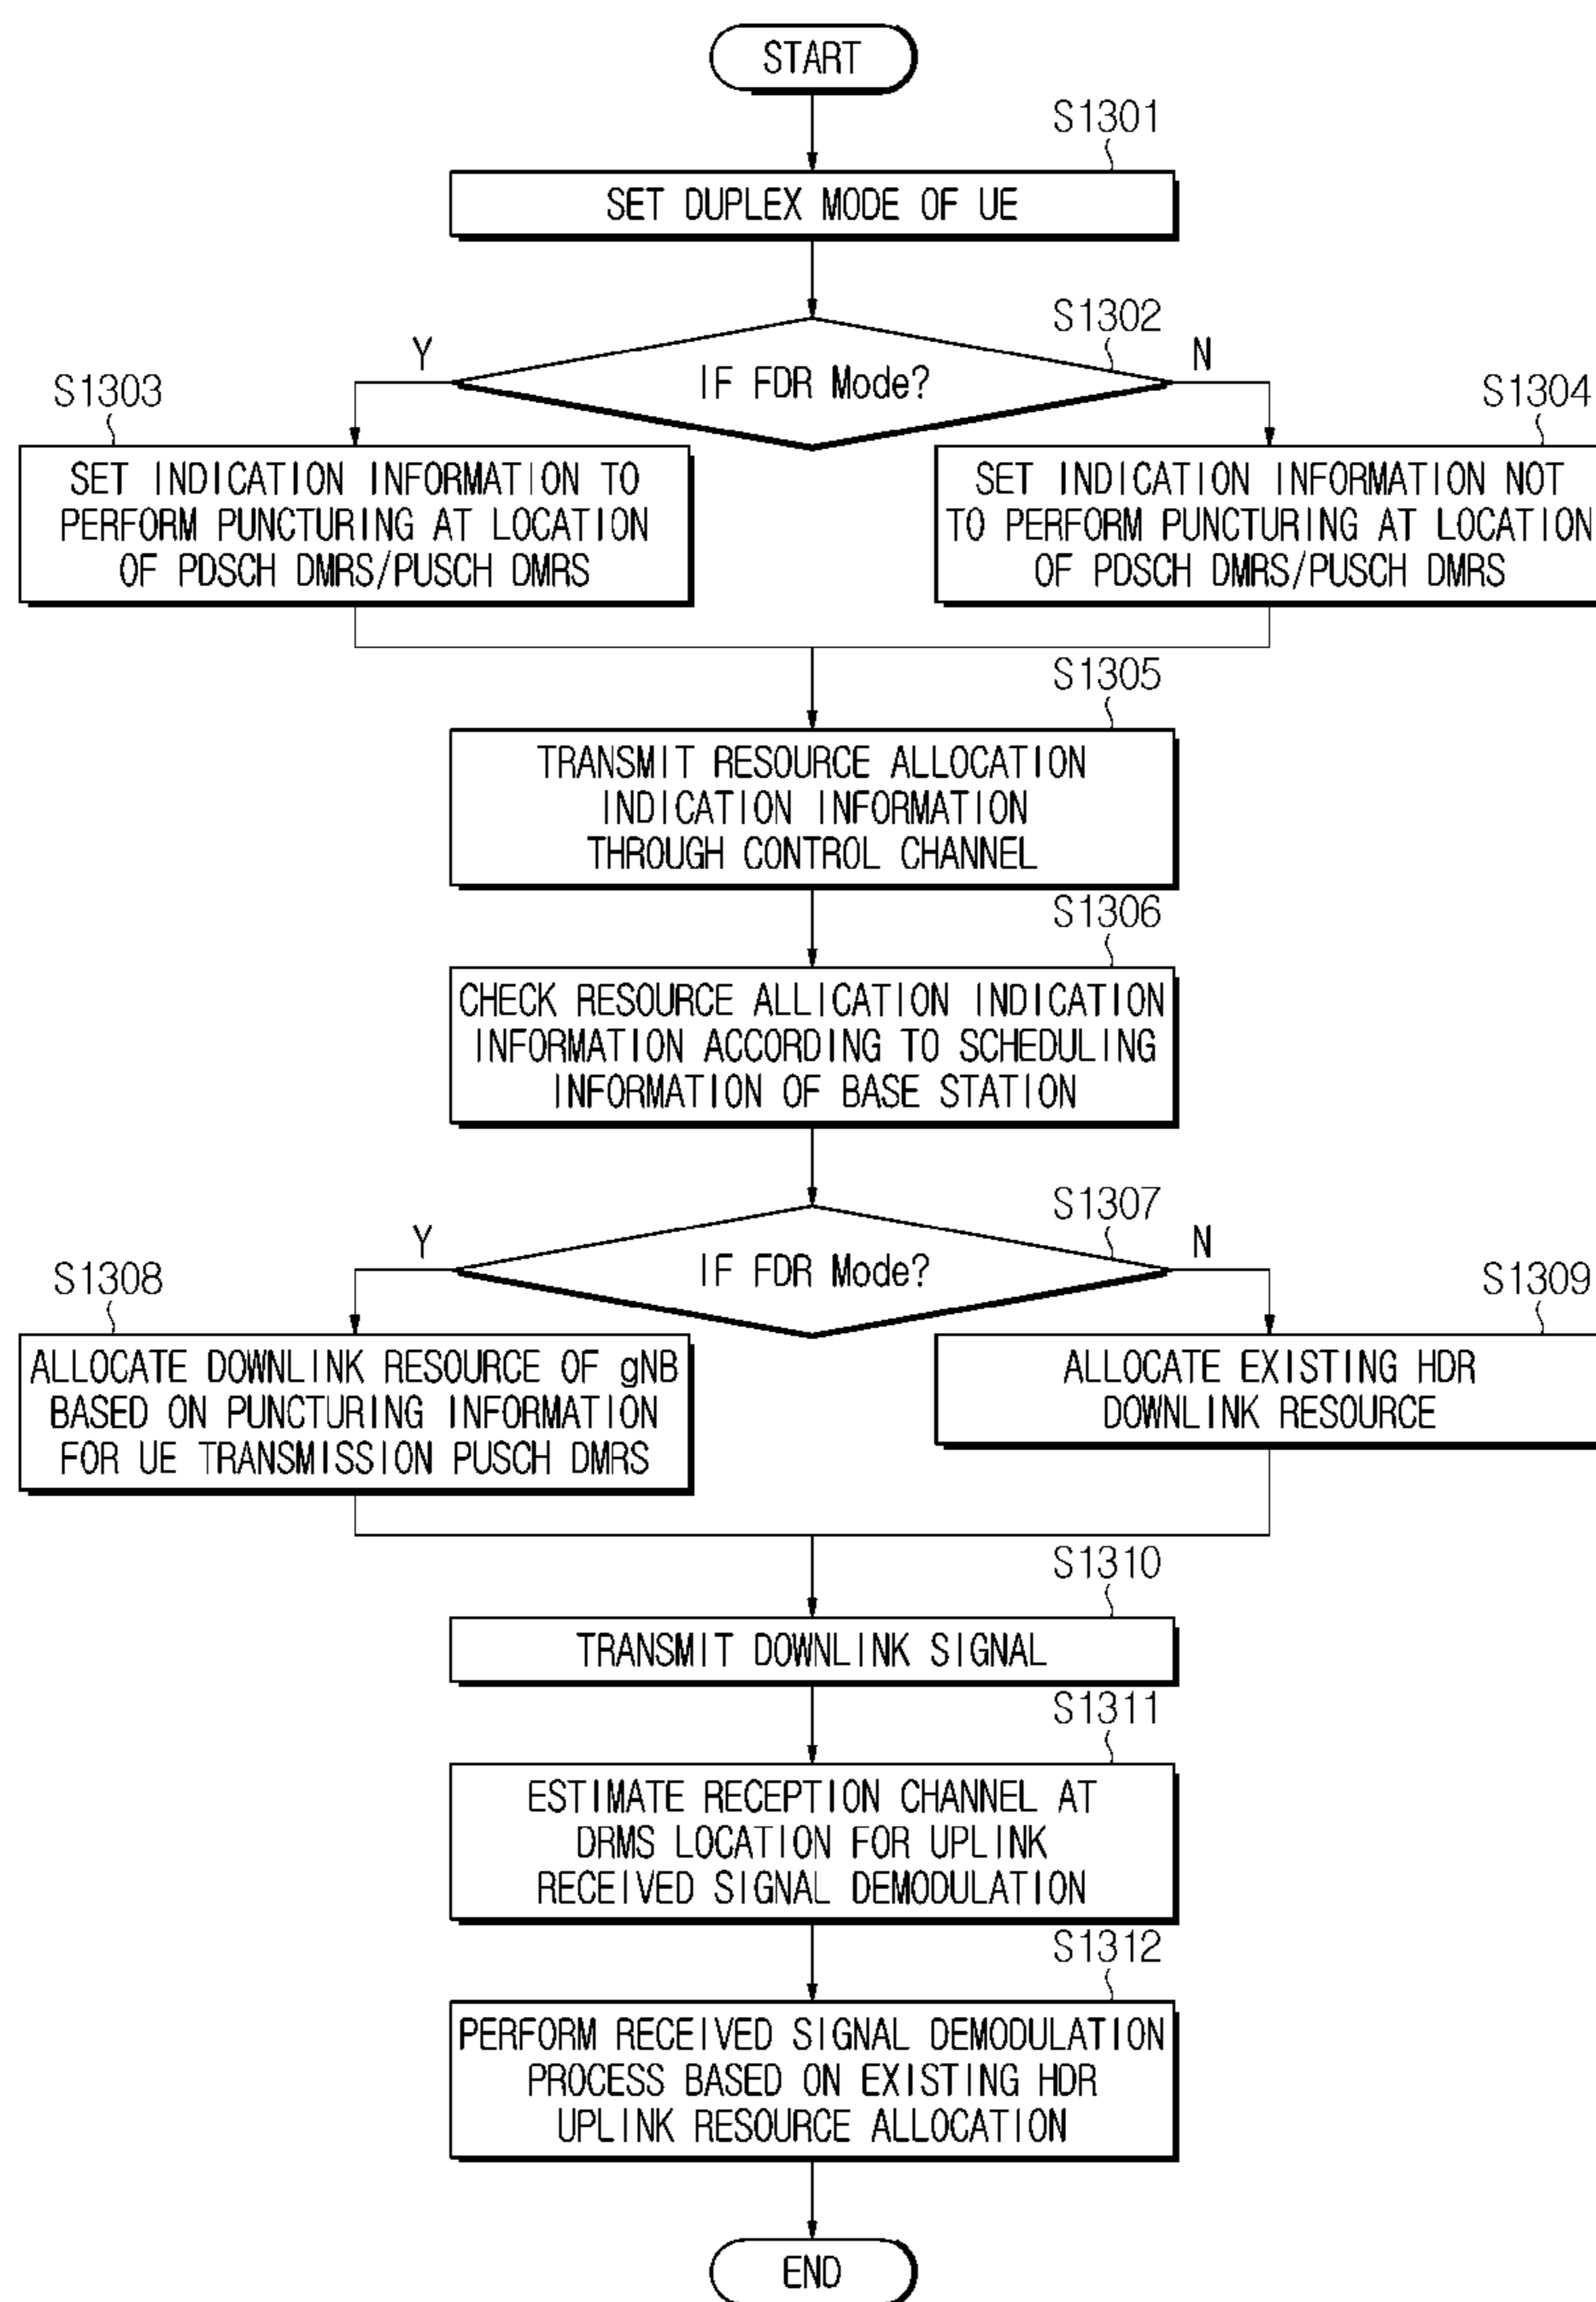 START
S1301
SET DUPLEX MODE OF UE
S1302
IF FDR Mode?
Y
N
S1303
SET INDICATION INFORMATION TO
PERFORM PUNCTURING AT LOCATION
OF PDSCH DMRS/PUSCH DMRS
S1304
SET INDICATION INFORMATION NOT
TO PERFORM PUNCTURING AT LOCATION
OF PDSCH DMRS/PUSCH DMRS
S1305
TRANSMIT RESOURCE ALLOCATION
INDICATION INFORMATION
THROUGH CONTROL CHANNEL
S1306
CHECK RESOURCE ALLICATION INDICATION
INFORMATION ACCORDING TO SCHEDULING
INFORMATION OF BASE STATION
S1307
IF FDR Mode?
Y
N
S1308
ALLOCATE DOWNLINK RESOURCE OF gNB
BASED ON PUNCTURING INFORMATION
FOR UE TRANSMISSION PUSCH DMRS
S1309
ALLOCATE EXISTING HDR
DOWNLINK RESOURCE
S1310
TRANSMIT DOWNLINK SIGNAL
S1311
ESTIMATE RECEPTION CHANNEL AT
DRMS LOCATION FOR UPLINK
RECEIVED SIGNAL DEMODULATION
S1312
PERFORM RECEIVED SIGNAL DEMODULATION
PROCESS BASED ON EXISTING HDR
UPLINK RESOURCE ALLOCATION
END